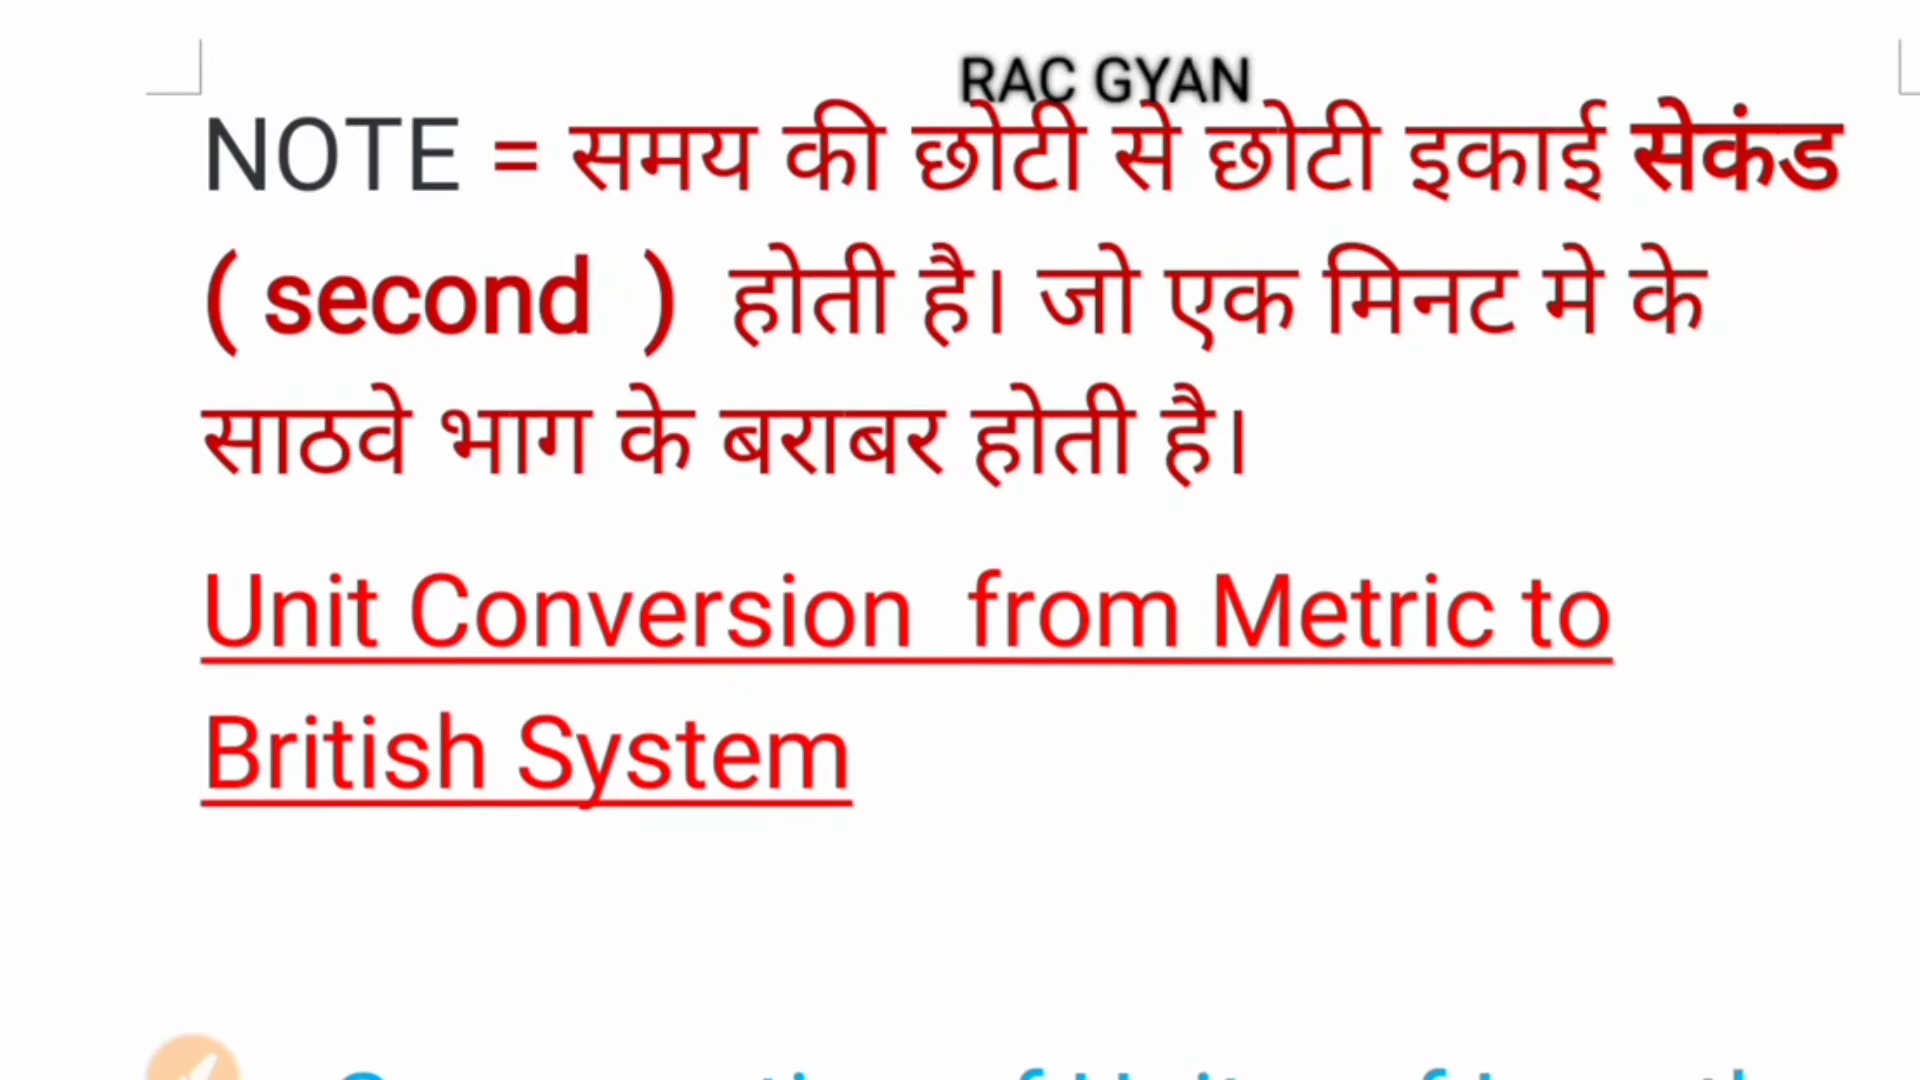 RAC GYAN
NOTE = समय की छोटी से छोटी इकाई सेकंड
( second ) होती है। जो एक मिनट मे के
साठवे भाग के बराबर होती है।
Unit Conversion from Metric to
British System